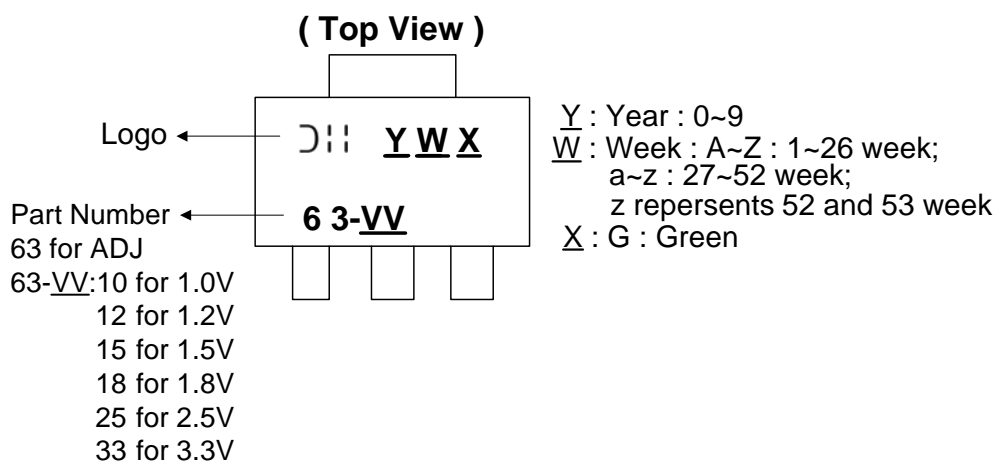 ( Top View )
Logo
Y W X
6 3-VV
Part Number
63 for ADJ
63-VV:10 for 1.0V
12 for 1.2V
15 for 1.5V
18 for 1.8V
25 for 2.5V
33 for 3.3V
Y : Year : 0~9
W : Week : A~Z : 1~26 week;
a~z : 27~52 week;
z repersents 52 and 53 week
X : G : Green